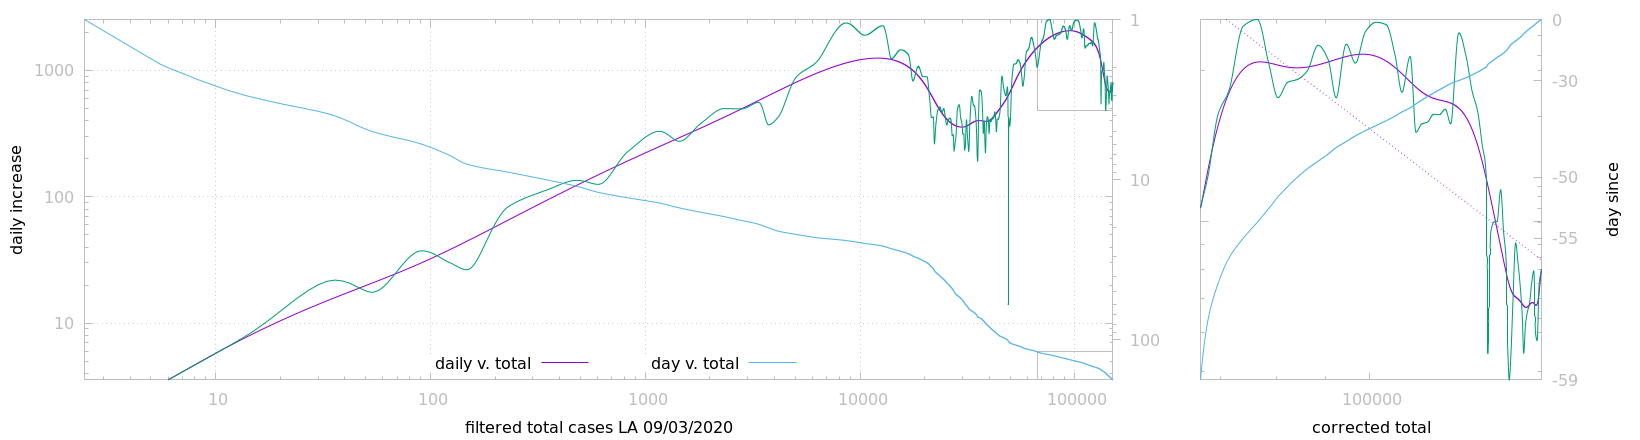 daily increase
1000
100
10
daily v. total
day v. total
10
100
1000
10000
100000
filtered total cases LA 09/03/2020
1
10
100
0
-30
-50
-55
-59
day since
100000
corrected total